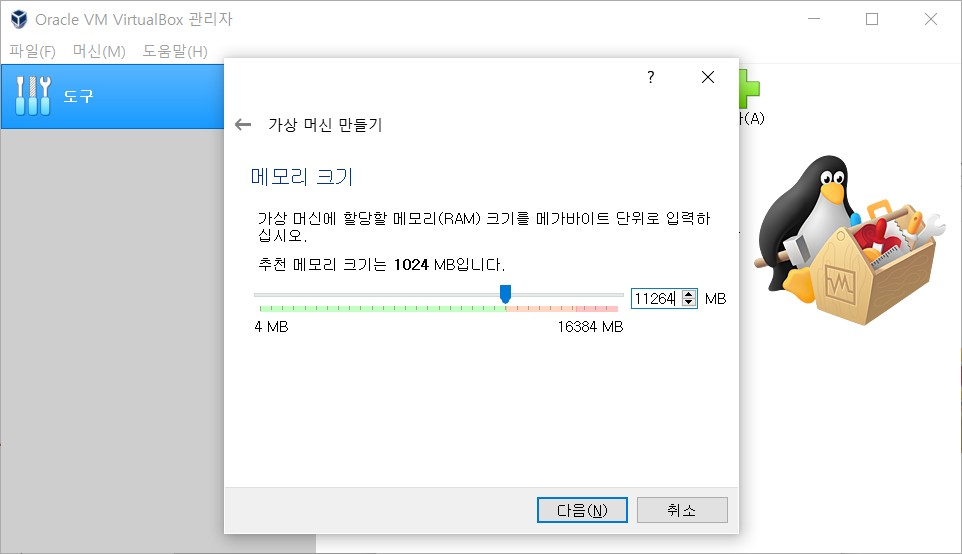 Oracle VM VirtualBox 관리자
파일(F) 머신(M) 도움말(H)
도구
(A)
?
가상 머신 만들기
메모리 크기
가상 머신에 할당할 메모리(RAM) 크기를 메가바이트 단위로 입력하
십시오.
추천 메모리 크기는 1024 MB입니다.
11264 MB
4 MB 16384 MB
다음(N) 취소